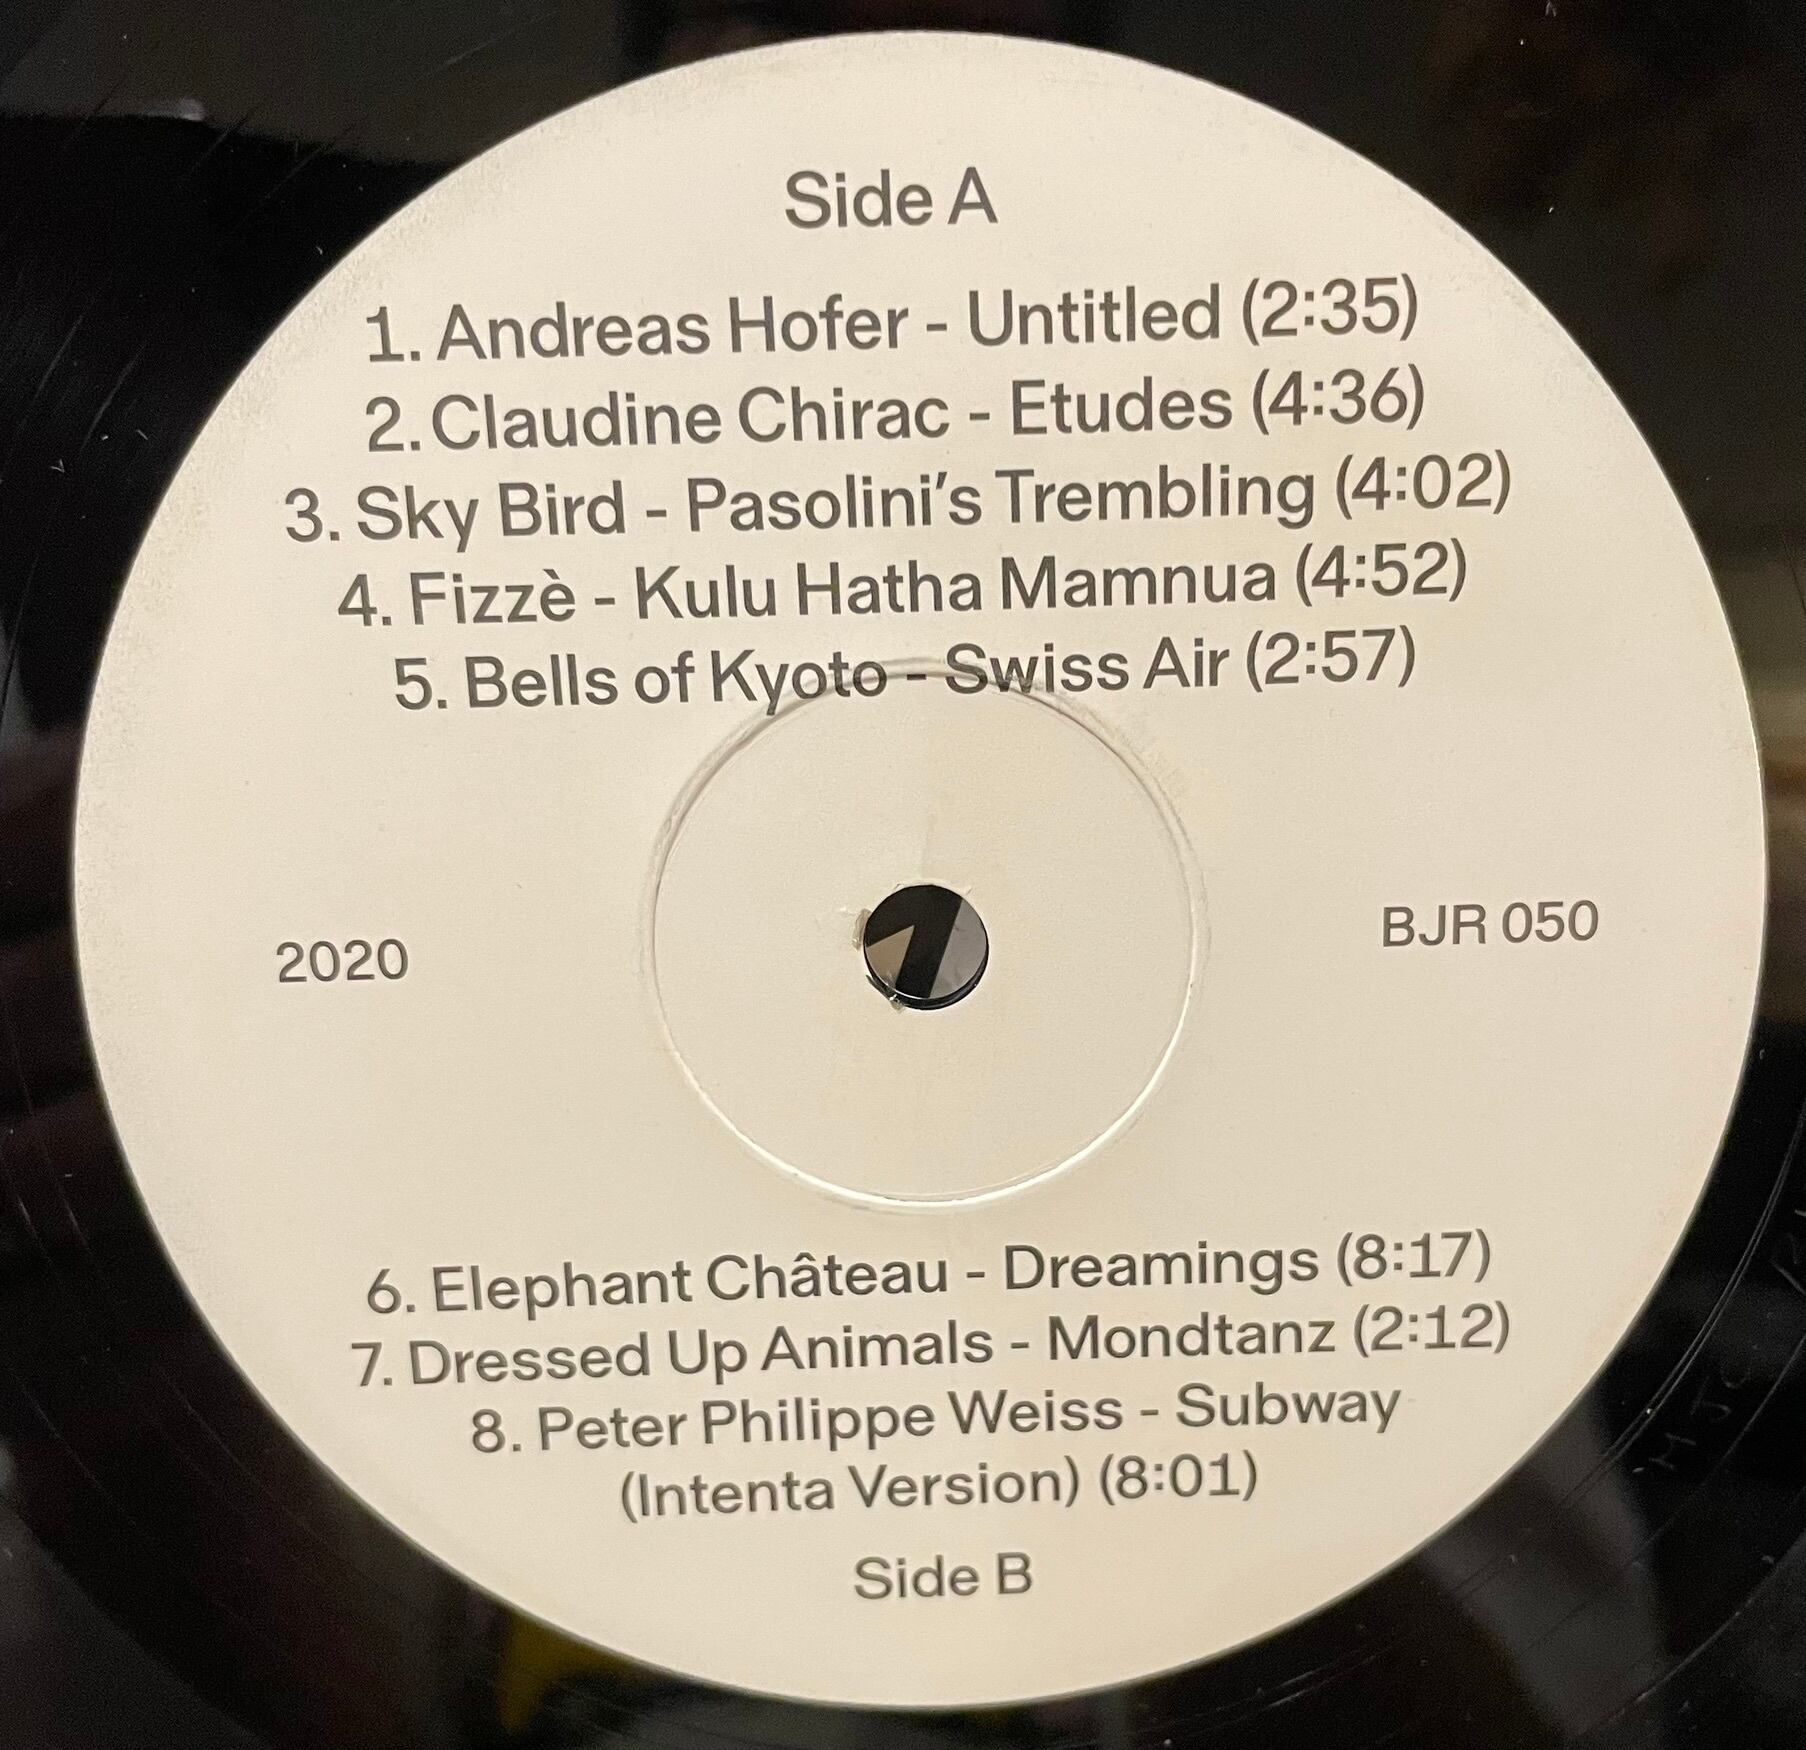 Side A
1. Andreas Hofer - Untitled (2:35)
2. Claudine Chirac - Etudes (4:36)
3. Sky Bird - Pasolini's Trembling (4:02)
4. Fizzè - Kulu Hatha Mamnua (4:52)
5. Bells of Kyoto - Swiss Air (2:57)
2020
BJR 050
6. Elephant Château - Dreamings (8:17)
7. Dressed Up Animals - Mondtanz (2:12)
8. Peter Philippe Weiss - Subway
(Intenta Version) (8:01)
Side B